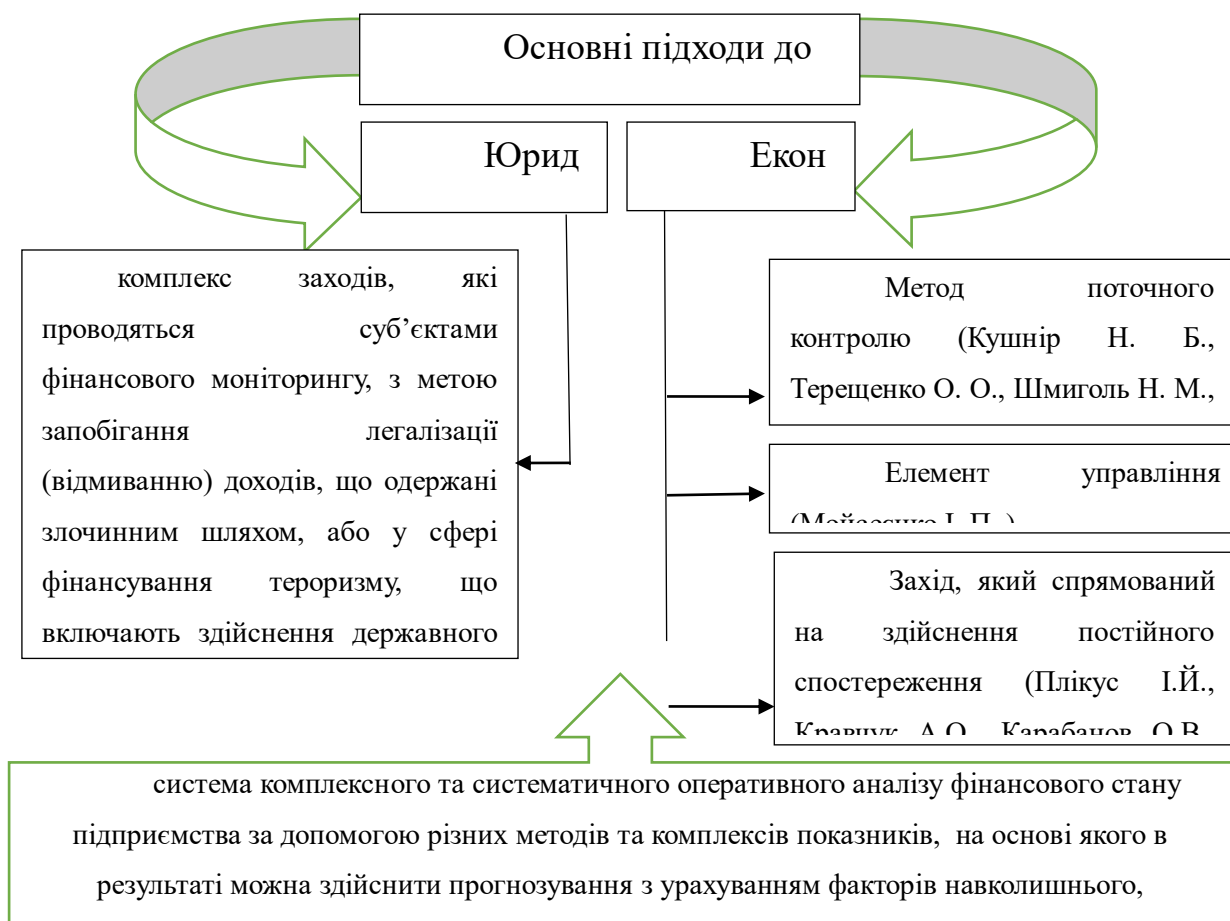 Основні підходи до
Юрид
Екон
комплекс заходів, які
проводяться суб’єктами
фінансового моніторингу, з метою
запобігання легалізації
(відмиванню) доходів, що одержані
злочинним шляхом, або у сфері
фінансування тероризму, що
включають здійснення державного
Метод поточного
контролю (Кушнір Н. Б.,
Терещенко О. О., Шмиголь Н. М.,
Елемент управління
Захід, який спрямований
на здійснення постійного
спостереження (Плікус І.Й.,
Кравчук А.О., Карабанов О.В.,
система комплексного та систематичного оперативного аналізу фінансового стану
підприємства за допомогою різних методів та комплексів показників, на основі якого в
результаті можна здійснити прогнозування з урахуванням факторів навколишнього,